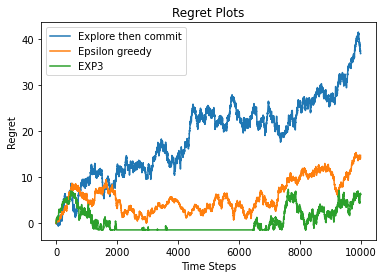 Regret Plots
Explore then commit
Epsilon greedy
EXP3
40
30
20
10
0
Regret
0
2000
4000
6000
8000
10000
Time Steps